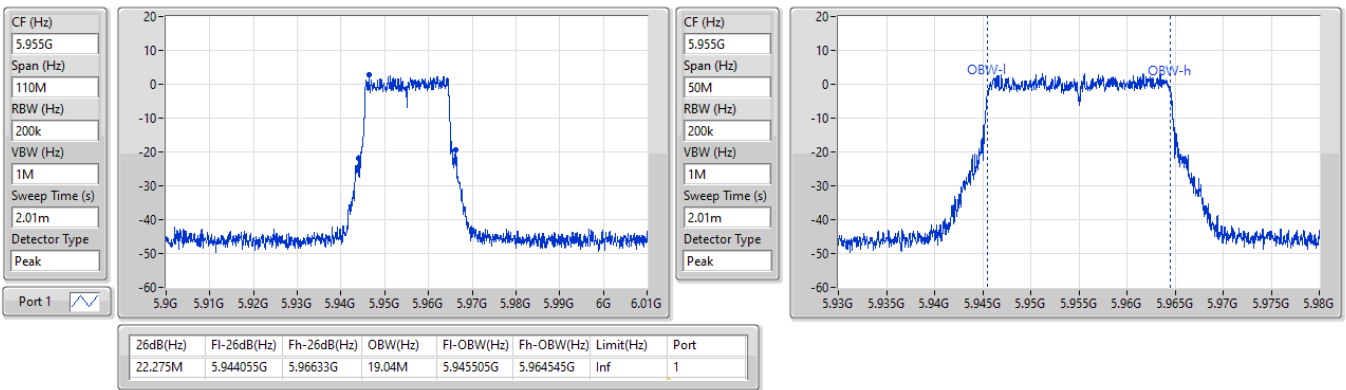 CF (Hz)
5.955G
Span (Hz)
110M
RBW (Hz)
200k
VBW (Hz)
1M
Sweep Time (s)
2.01m
Detector Type
Peak
Port 1
20
10
0
-10
-20
-30
-40
-50
-60
5.9G 5.91G 5.92G 5.93G 5.94G 5.95G 5.96G 5.97G 5.98G 5.99G 6G 6.01G
CF (Hz)
5.955G
Span (Hz)
50M
RBW (Hz)
200k
VBW (Hz)
1M
Sweep Time (s)
2.01m
Detector Type
Peak
20
10
0
-10
-20
-30
-40
-50
-60
OBW-l OBW-h
5.93G 5.935G 5.94G 5.945G 5.95G 5.955G 5.96G 5.965G 5.97G 5.975G 5.98G
26dB(Hz) Fl-26dB(Hz) Fh-26dB(Hz) OBW(Hz) Fl-OBW(Hz) Fh-OBW(Hz) Limit(Hz) Port
22.275M 5.944055G 5.96633G 19.04M 5.945505G 5.964545G Inf 1